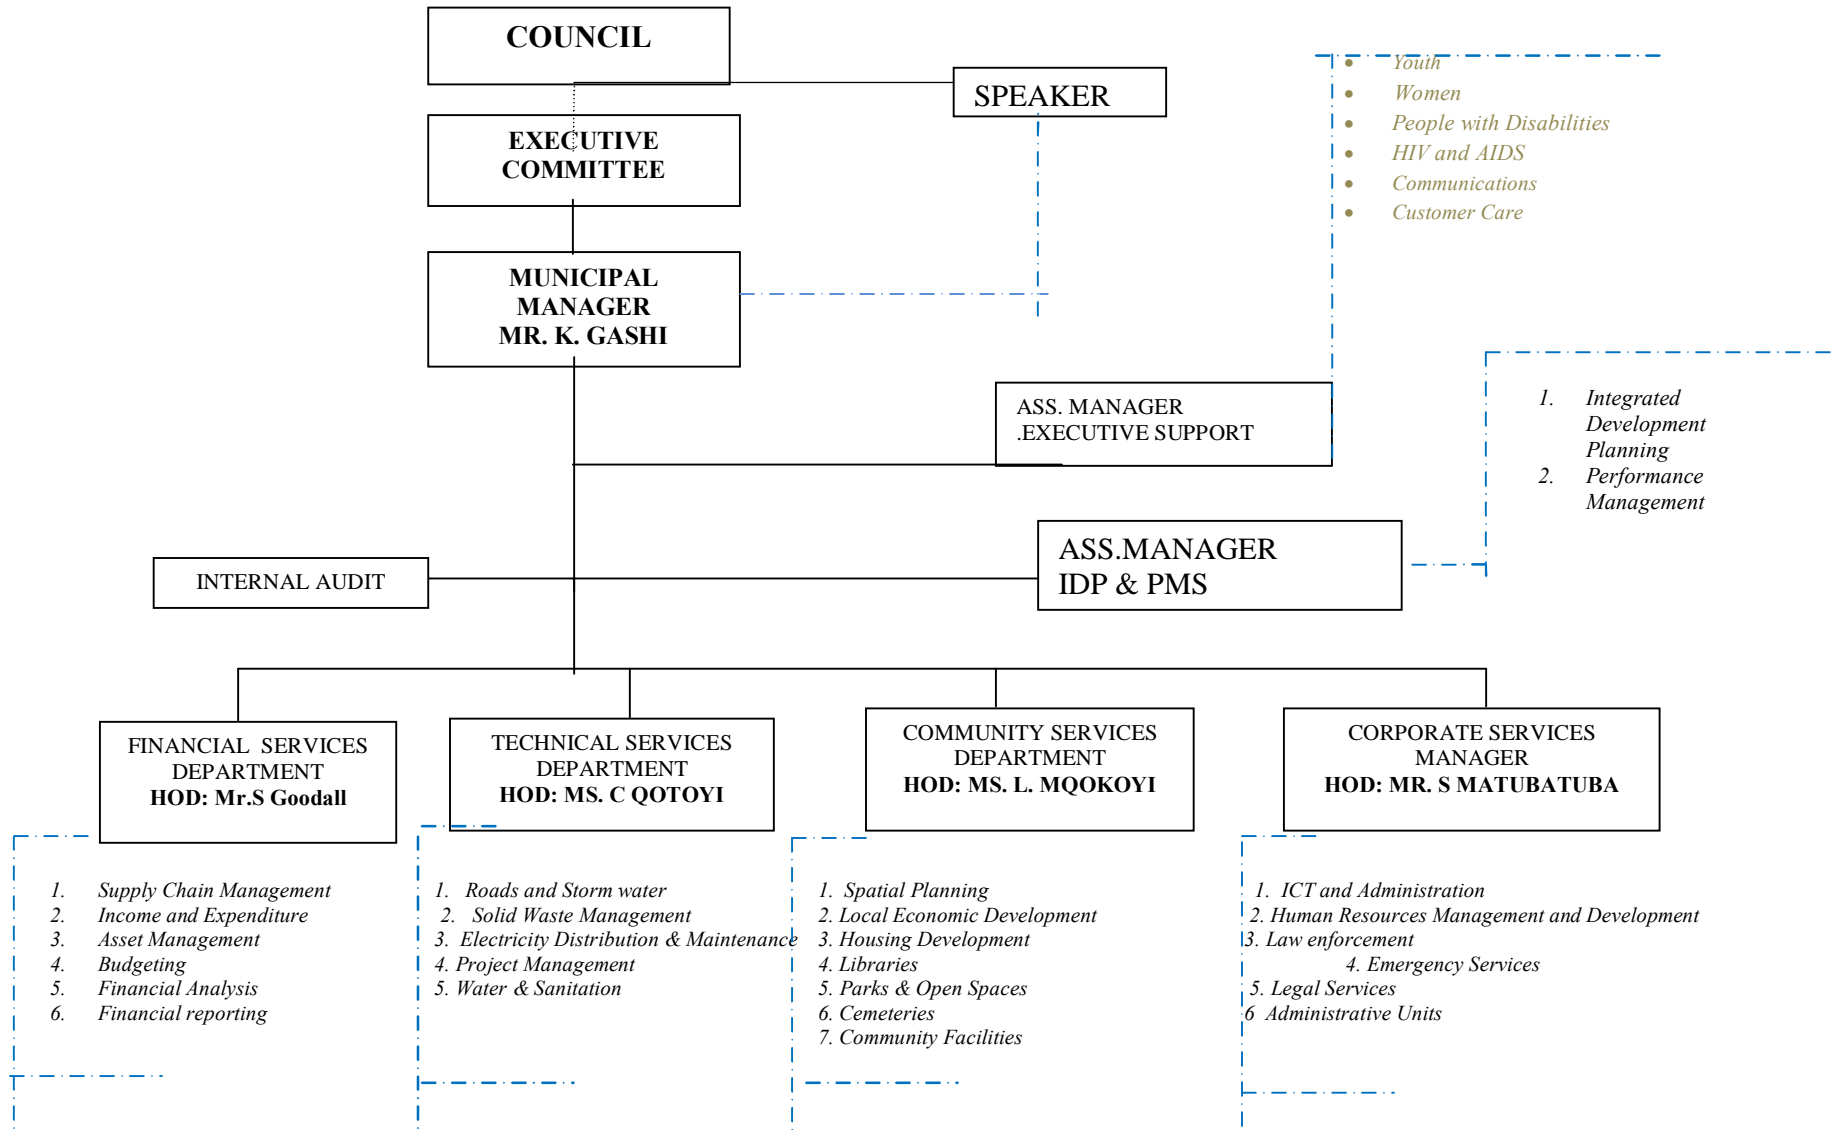 COUNCIL
SPEAKER
EXECUTIVE
COMMITTEE
MUNICIPAL
MANAGER
MR. K. GASHI
• Youth
• Women
• People with Disabilities
• HIV and AIDS
• Communications
• Customer Care
ASS. MANAGER
.EXECUTIVE SUPPORT
1. Integrated
Development
Planning
2. Performance
Management
INTERNAL AUDIT
ASS.MANAGER
IDP & PMS
FINANCIAL SERVICES
DEPARTMENT
HOD: Mr.S Goodall
TECHNICAL SERVICES
DEPARTMENT
HOD: MS. C QOTOYI
COMMUNITY SERVICES
DEPARTMENT
HOD: MS. L. MQOKOYI
CORPORATE SERVICES
MANAGER
HOD: MR. S MATUBATUBA
1. Supply Chain Management
2. Income and Expenditure
3. Asset Management
4. Budgeting
5. Financial Analysis
6. Financial reporting
1. Roads and Storm water
2. Solid Waste Management
3. Electricity Distribution & Maintenance
4. Project Management
5. Water & Sanitation
1. Spatial Planning
2. Local Economic Development
3. Housing Development
4. Libraries
5. Parks & Open Spaces
6. Cemeteries
7. Community Facilities
1. ICT and Administration
2. Human Resources Management and Development
3. Law enforcement
4. Emergency Services
5. Legal Services
6 Administrative Units